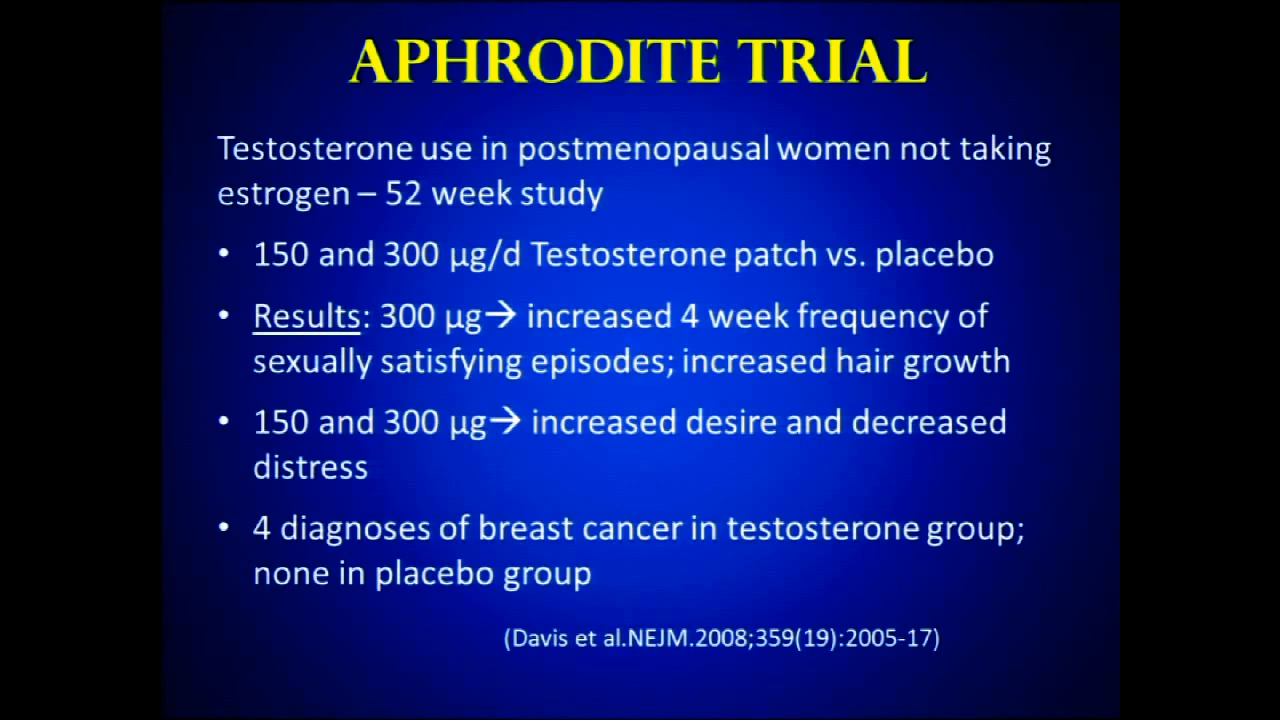 APHRODITE TRIAL
Testosterone use in postmenopausal women not taking
estrogen – 52 week study
• 150 and 300 µg/d Testosterone patch vs. placebo
• Results: 300 µg→ increased 4 week frequency of
sexually satisfying episodes; increased hair growth
• 150 and 300 µg→ increased desire and decreased
distress
• 4 diagnoses of breast cancer in testosterone group;
none in placebo group
(Davis et al.NEJM.2008;359(19):2005-17)